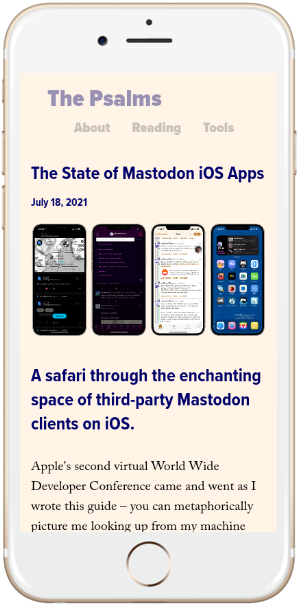 The Psalms
About Reading Tools
The State of Mastodon iOS Apps
July 18, 2021
A safari through the enchanting
space of third-party Mastodon
clients on iOS.
Apple's second virtual World Wide
Developer Conference came and went as I
wrote this guide – you can metaphorically
picture me looking up from my machine